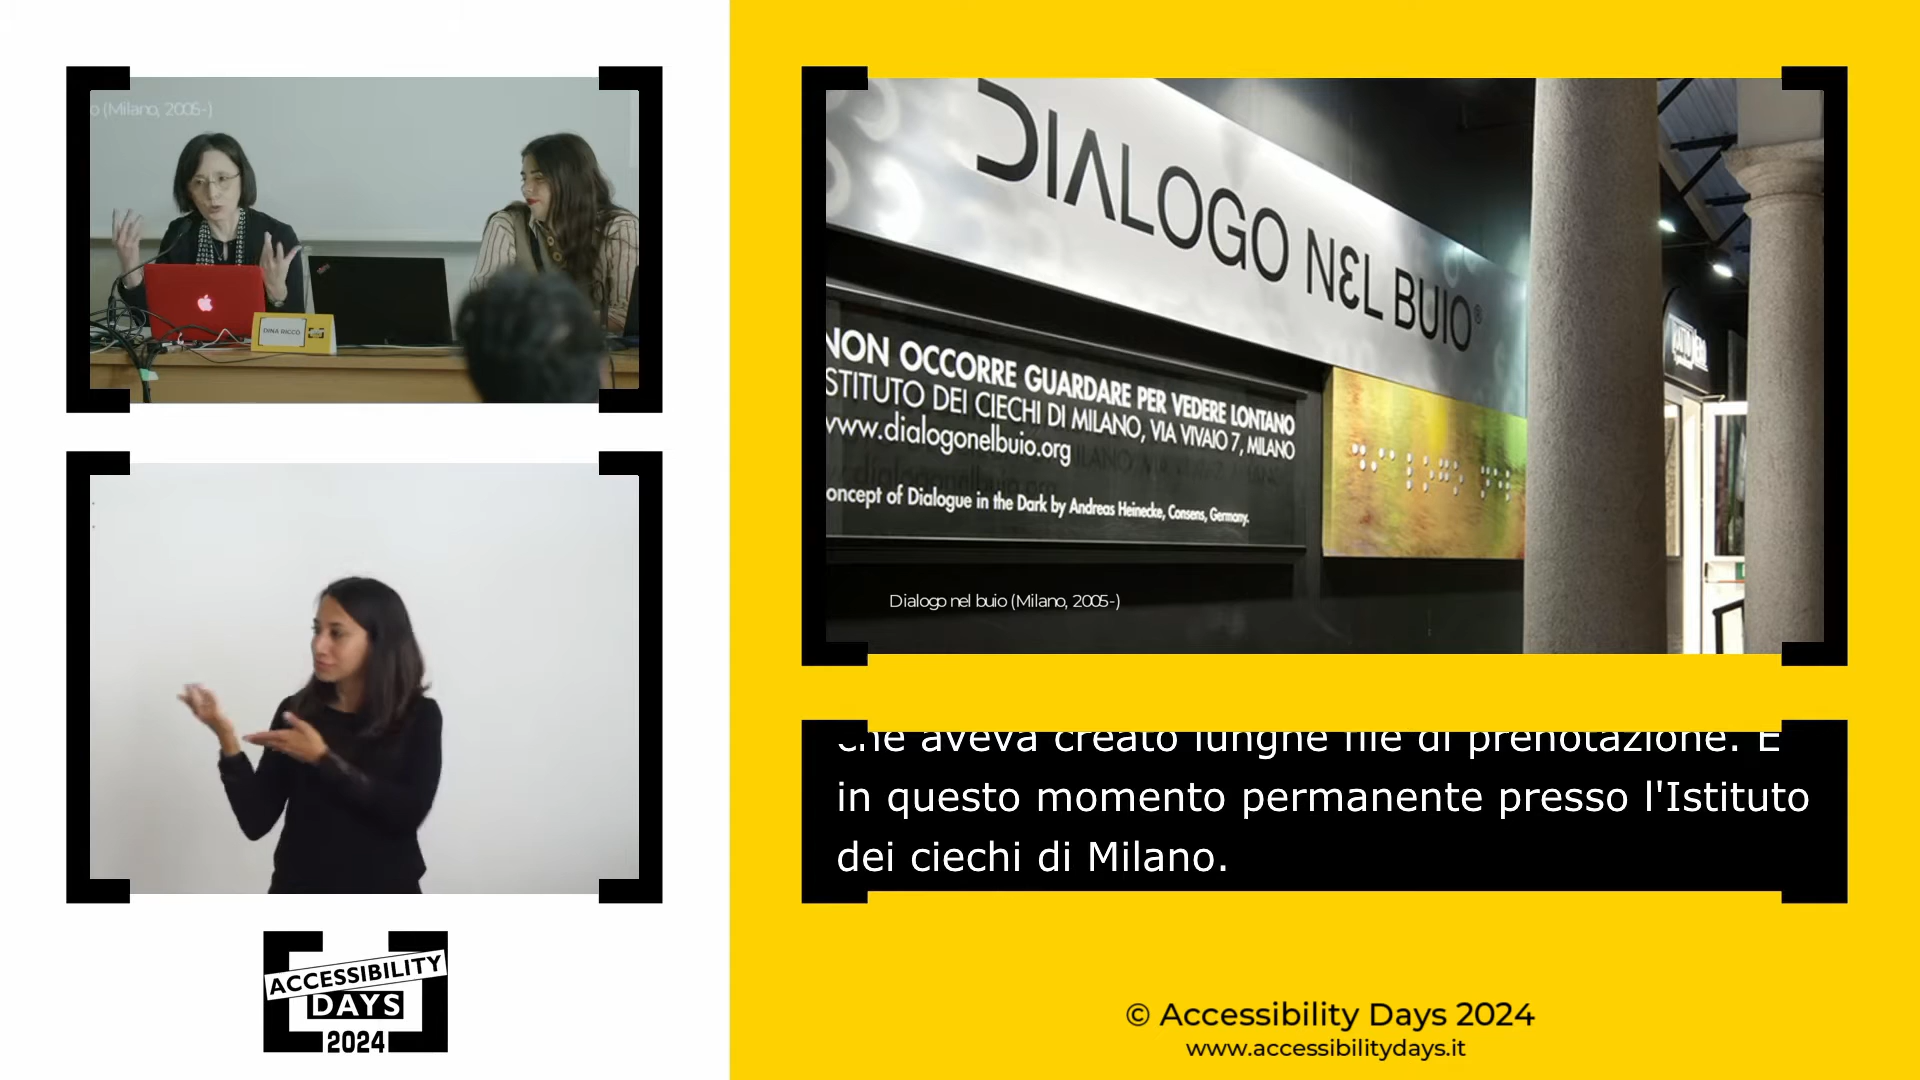 o (Milano, 2005-)
DINA RICCÒ
DIALOGO NEL BUIO®
NON OCCORRE GUARDARE PER VEDERE LONTANO
STITUTO DEI CIECHI DI MILANO, VIA VIVAIO 7, MILANO
www.dialogonelbuio.org
oncept of Dialogue in the Dark by Andreas Heinecke, Consens, Germany.
Dialogo nel buio (Milano, 2005-)
che aveva creato lunghe file di prenotazione. E
in questo momento permanente presso l'Istituto
dei ciechi di Milano.
ACCESSIBILITY
DAYS
2024
© Accessibility Days 2024
www.accessibilitydays.it